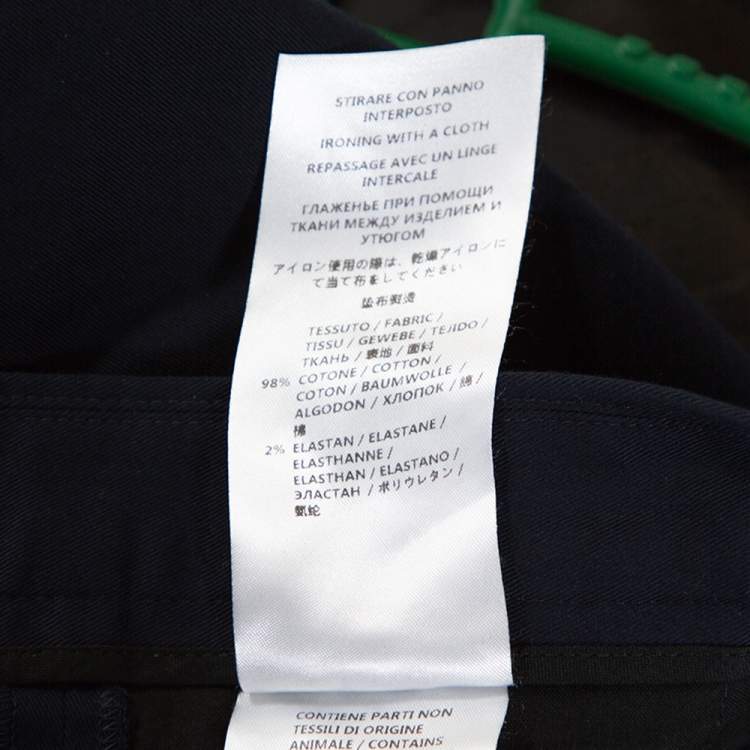 STIRARE CON PANNO
INTERPOSTO
IRONING WITH A CLOTH
REPASSAGE AVEC UN LINGE
INTERCALE
ГЛАЖЕНЬЕ ПРИ ПОМОЩИ
ТКАНИ МЕЖДУ ИЗДЕЛИЕМ И
УТЮГОМ
アイロン使用の際は、乾燥アイロンに
て当て布をしてください
垫布熨烫
TESSUTO / FABRIC /
TISSU / GEWEBE / TEJIDO /
ТКАНЬ / 表地 / 面料
98% COTONE / COTTON /
COTON / BAUMWOLLE /
ALGODON / ХЛОПОК / 綿 /
棉
2% ELASTAN / ELASTANE /
ELASTHANNE /
ELASTHAN / ELASTANO /
ЭЛАСТАН / ポリウレタン /
氨纶
CONTIENE PARTI NON
TESSILI DI ORIGINE
ANIMALE / CONTAINS